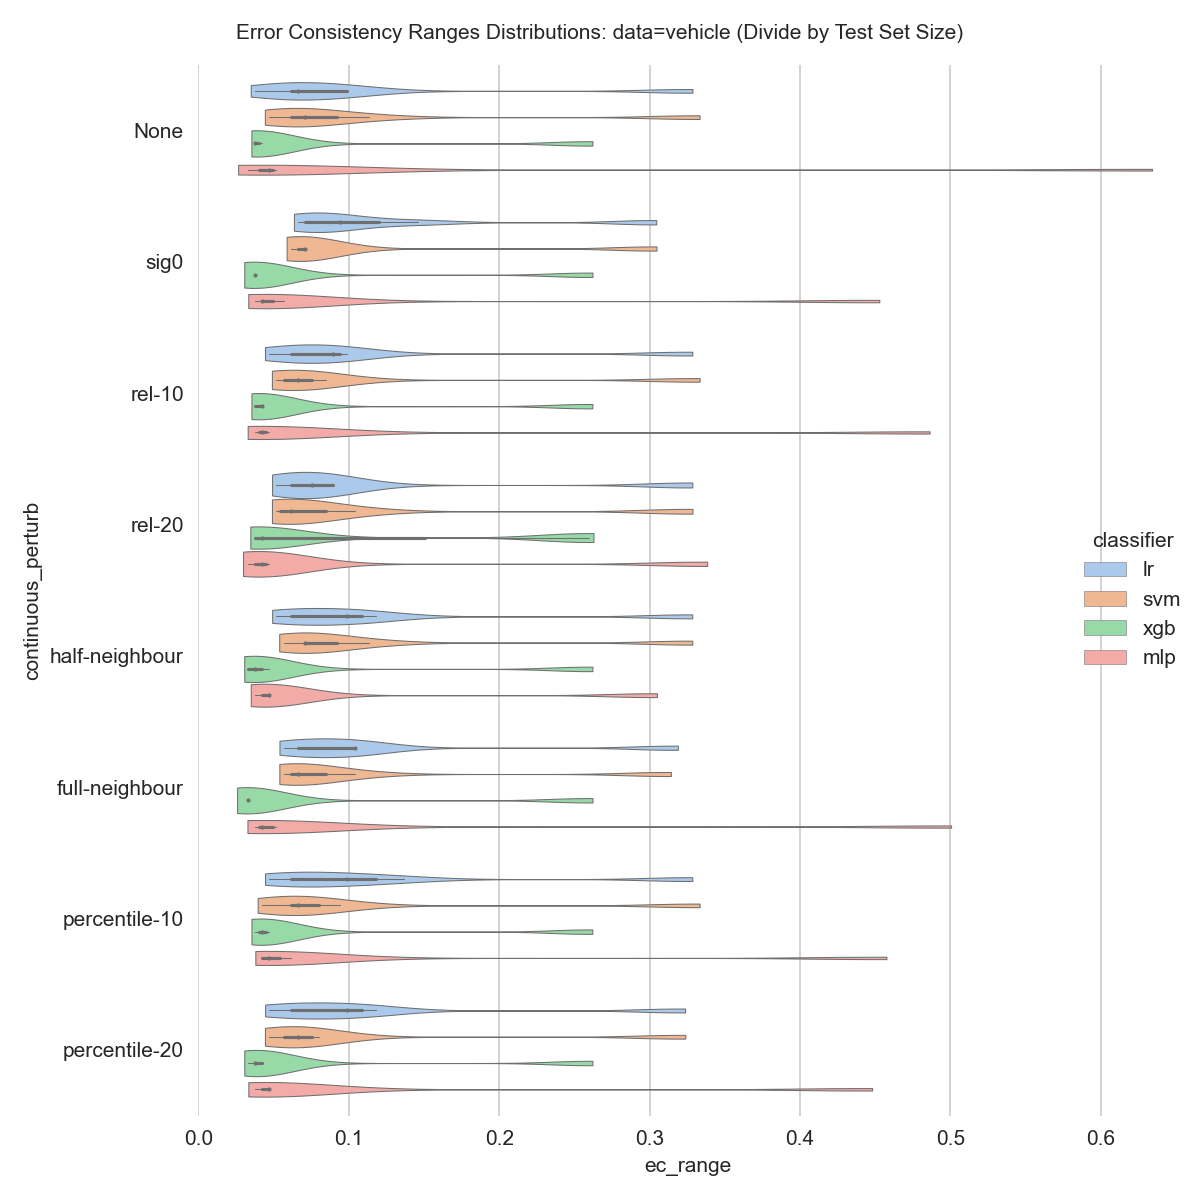 Error Consistency Ranges Distributions: data=vehicle (Divide by Test Set Size)
None
sig0
rel-10
rel-20
half-neighbour
full-neighbour
percentile-10
percentile-20
continuous_perturb
classifier
lr
svm
xgb
mlp
0.0 0.1 0.2 0.3 0.4 0.5 0.6
ec_range